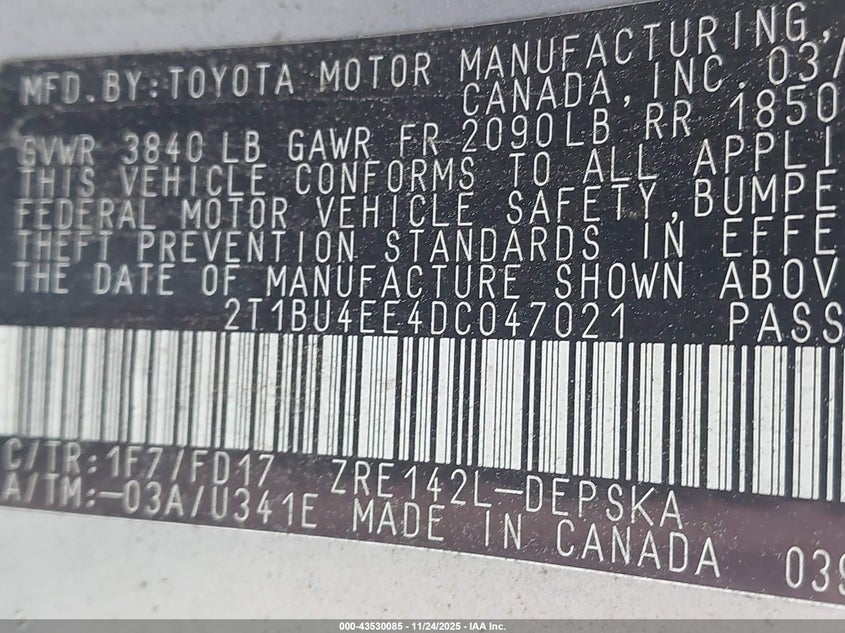 MFD.BY:TOYOTA MOTOR MANUFACTURING,
CANADA, INC. 03/
GVWR 3840 LB GAWR FR 2090LB RR 1850
THIS VEHICLE CONFORMS TO ALL APPLI
FEDERAL MOTOR VEHICLE SAFETY, BUMPE
THEFT PREVENTION STANDARDS IN EFFE
THE DATE OF MANUFACTURE SHOWN ABOV
2T1BU4EE4DC047021 PASS
C/TR:1F7/FD17 ZRE142L-DEPSKA
A/TM:-03A/U341E MADE IN CANADA 039
000-43530085 - 11/24/2025 - IAA Inc.